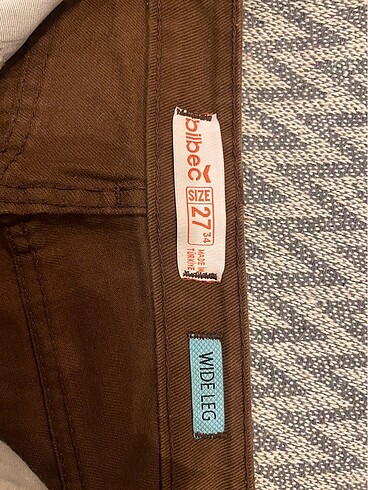 bilbec
SIZE
27 34
MADE IN
TÜRKİYE
WIDE LEG